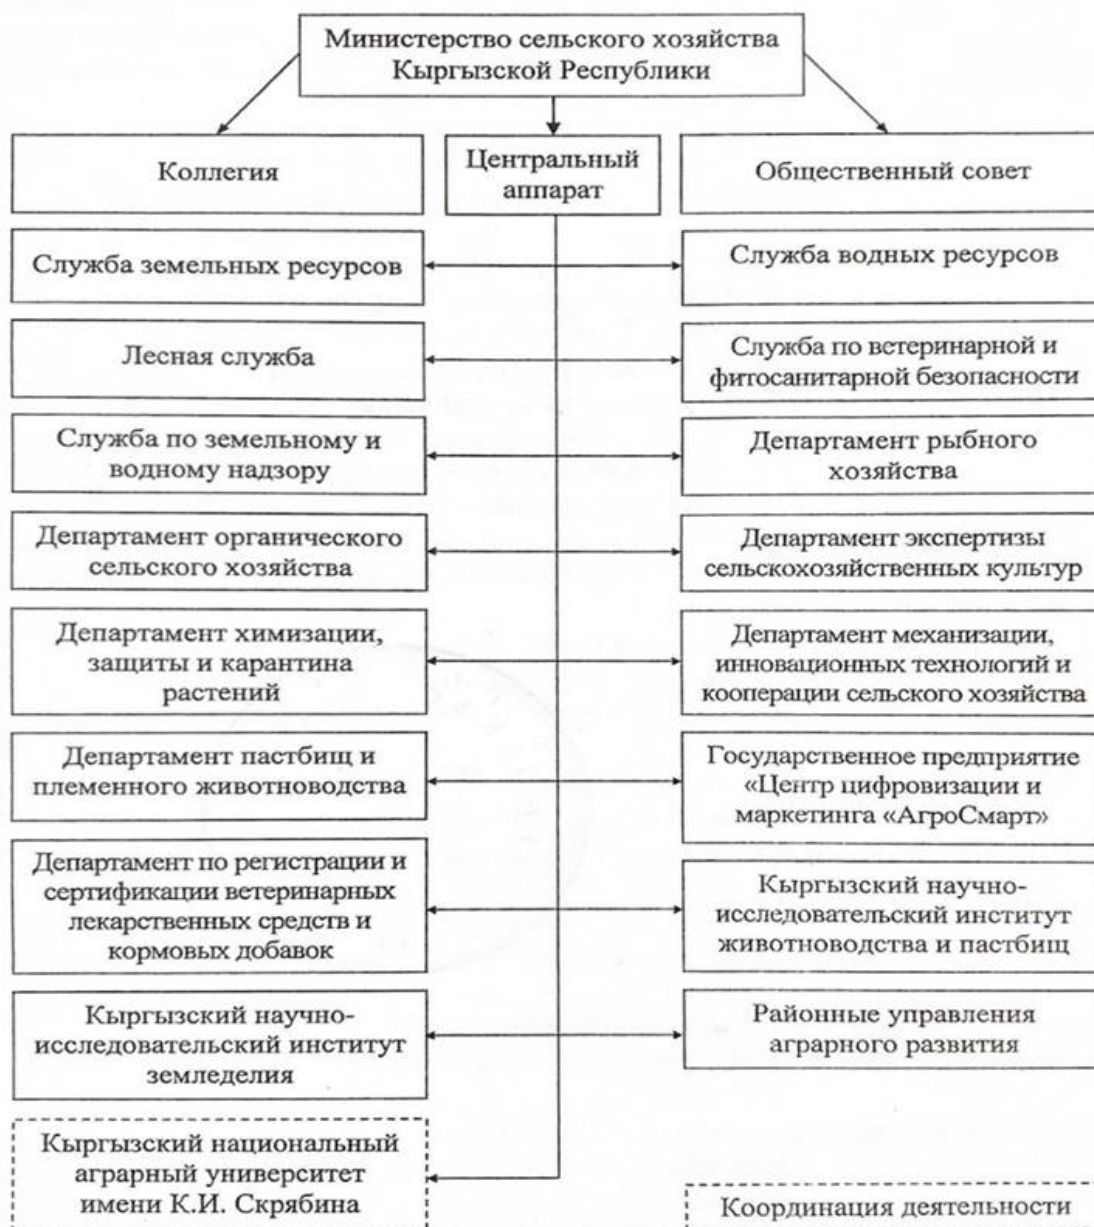 Министерство сельского хозяйства
Кыргызской Республики
Коллегия
Центральный
аппарат
Общественный совет
Служба земельных ресурсов
Служба водных ресурсов
Лесная служба
Служба по ветеринарной и
фитосанитарной безопасности
Служба по земельному и
водному надзору
Департамент рыбного
хозяйства
Департамент органического
сельского хозяйства
Департамент экспертизы
сельскохозяйственных культур
Департамент химизации,
защиты и карантина
растений
Департамент механизации,
инновационных технологий и
кооперации сельского хозяйства
Департамент пастбищ и
племенного животноводства
Государственное предприятие
«Центр цифровизации и
маркетинга «АгроСмарт»
Департамент по регистрации и
сертификации ветеринарных
лекарственных средств и
кормовых добавок
Кыргызский научно-
исследовательский институт
животноводства и пастбищ
Кыргызский научно-
исследовательский институт
земледелия
Районные управления
аграрного развития
Кыргызский национальный
аграрный университет
имени К.И. Скрябина
Координация деятельности